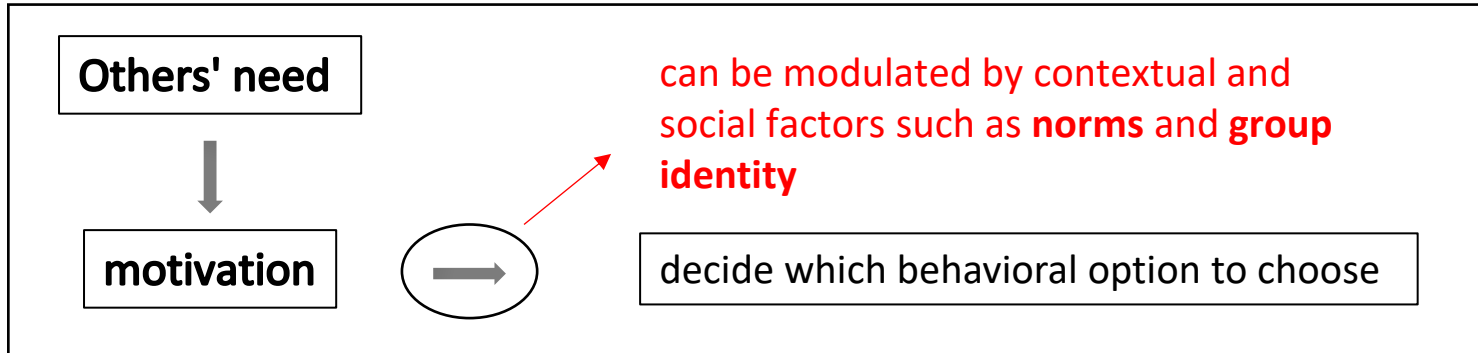 Others' need
can be modulated by contextual and
social factors such as norms and group
identity
motivation
decide which behavioral option to choose